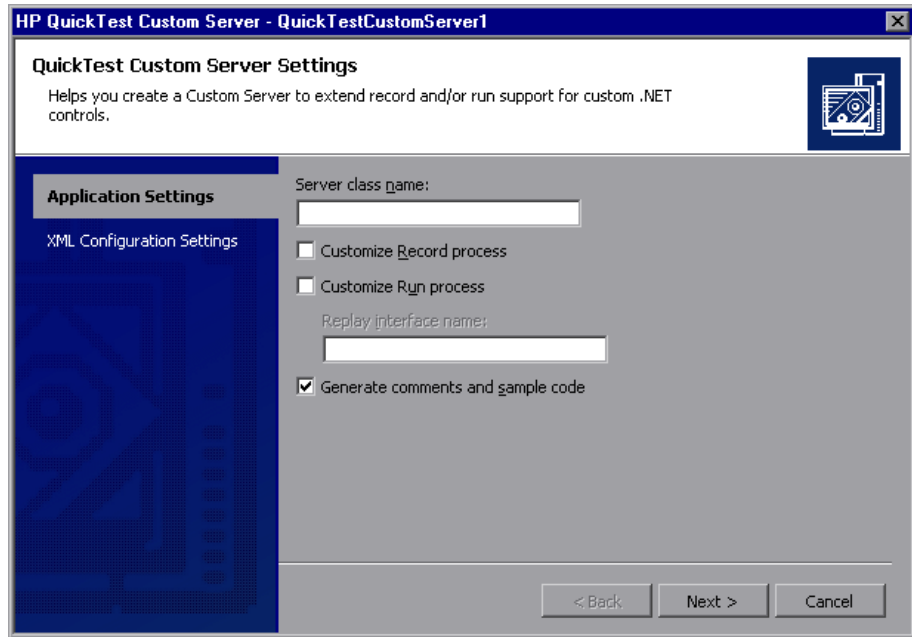 HP QuickTest Custom Server - QuickTestCustomServer1
QuickTest Custom Server Settings
Helps you create a Custom Server to extend record and/or run support for custom .NET
controls.
Application Settings
XML Configuration Settings
Server class name:
Customize Record process
Customize Run process
Replay interface name:
Generate comments and sample code
< Back
Next >
Cancel